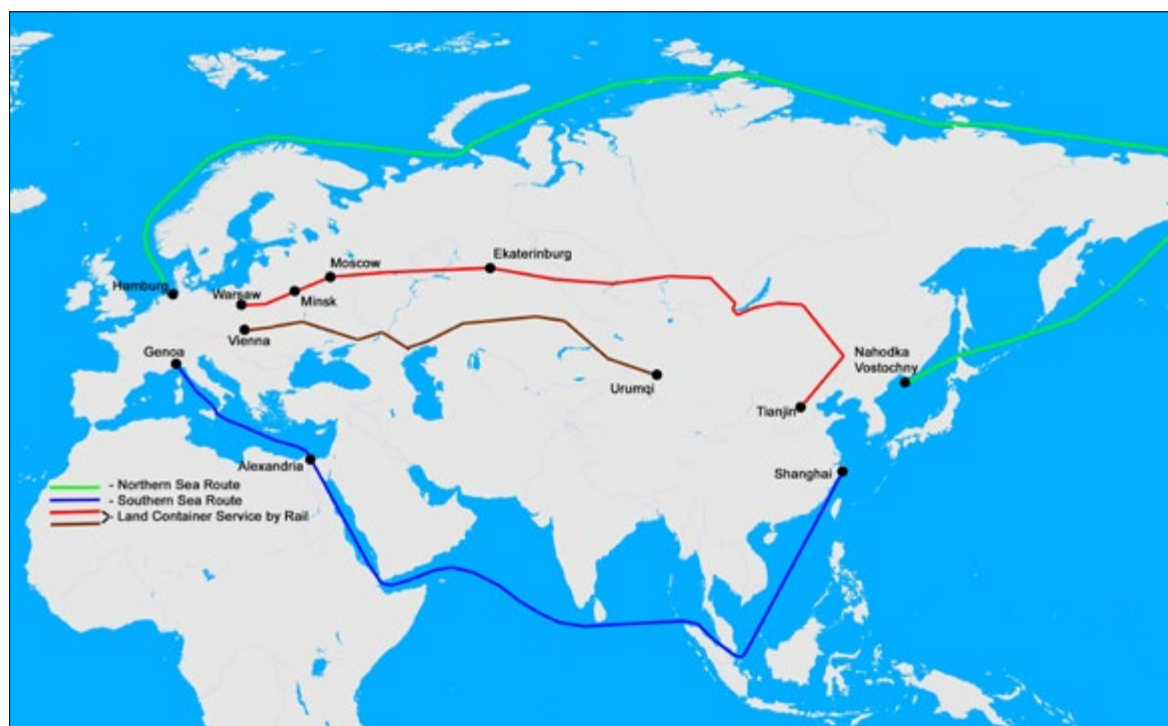 Ekaterinburg
Moscow
Hamburg
Warsaw
Minsk
Vienna
Genoa
Nahodka
Vostochny
Urumqi
Tianjin
Alexandria
Shanghai
- Northern Sea Route
- Southern Sea Route
- Land Container Service by Rail